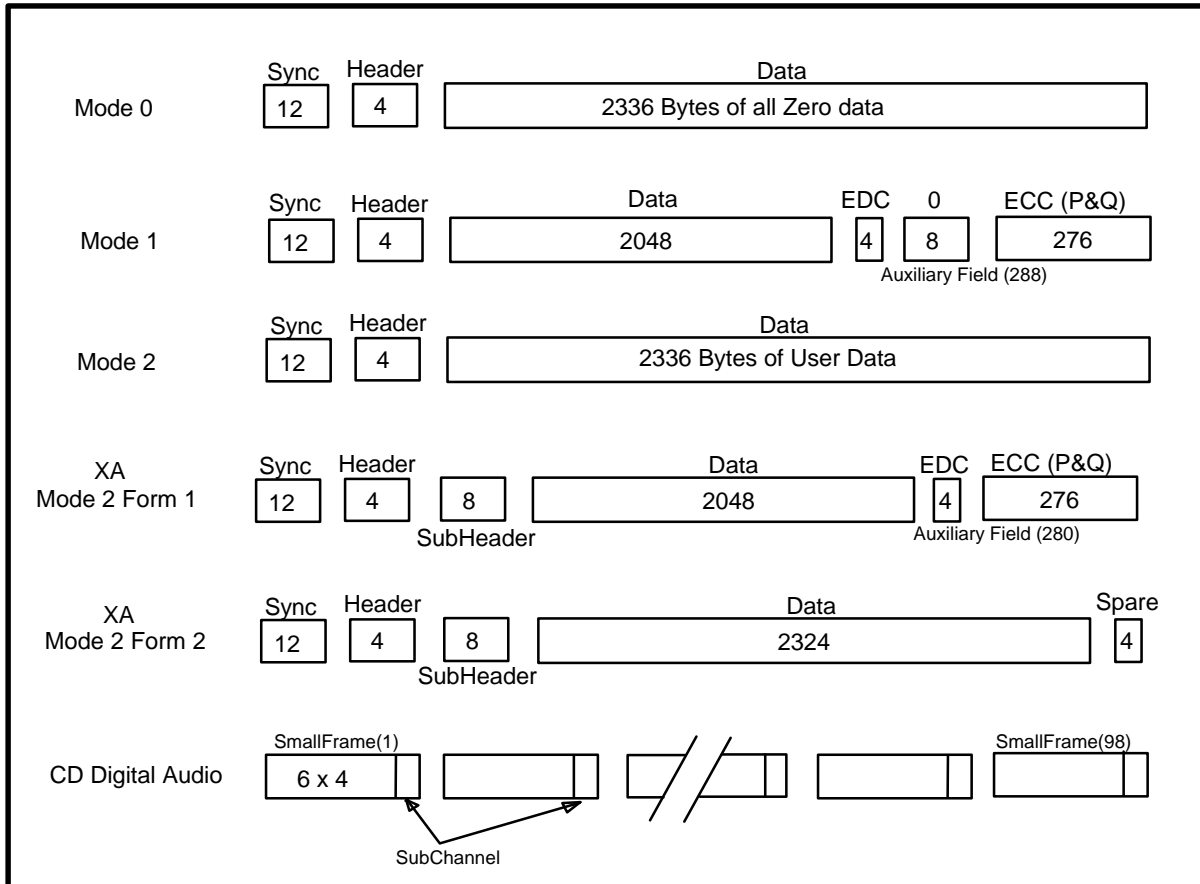 Sync Header Data
Mode 0 12 4 2336 Bytes of all Zero data
Sync Header Data EDC 0 ECC (P&Q)
Mode 1 12 4 2048 4 8 276
Auxiliary Field (288)
Sync Header Data
Mode 2 12 4 2336 Bytes of User Data
XA Sync Header Data EDC ECC (P&Q)
Mode 2 Form 1 12 4 8 2048 4 276
SubHeader Auxiliary Field (280)
XA Sync Header Data Spare
Mode 2 Form 2 12 4 8 2324 4
SubHeader
SmallFrame(1) SmallFrame(98)
CD Digital Audio 6 x 4
SubChannel